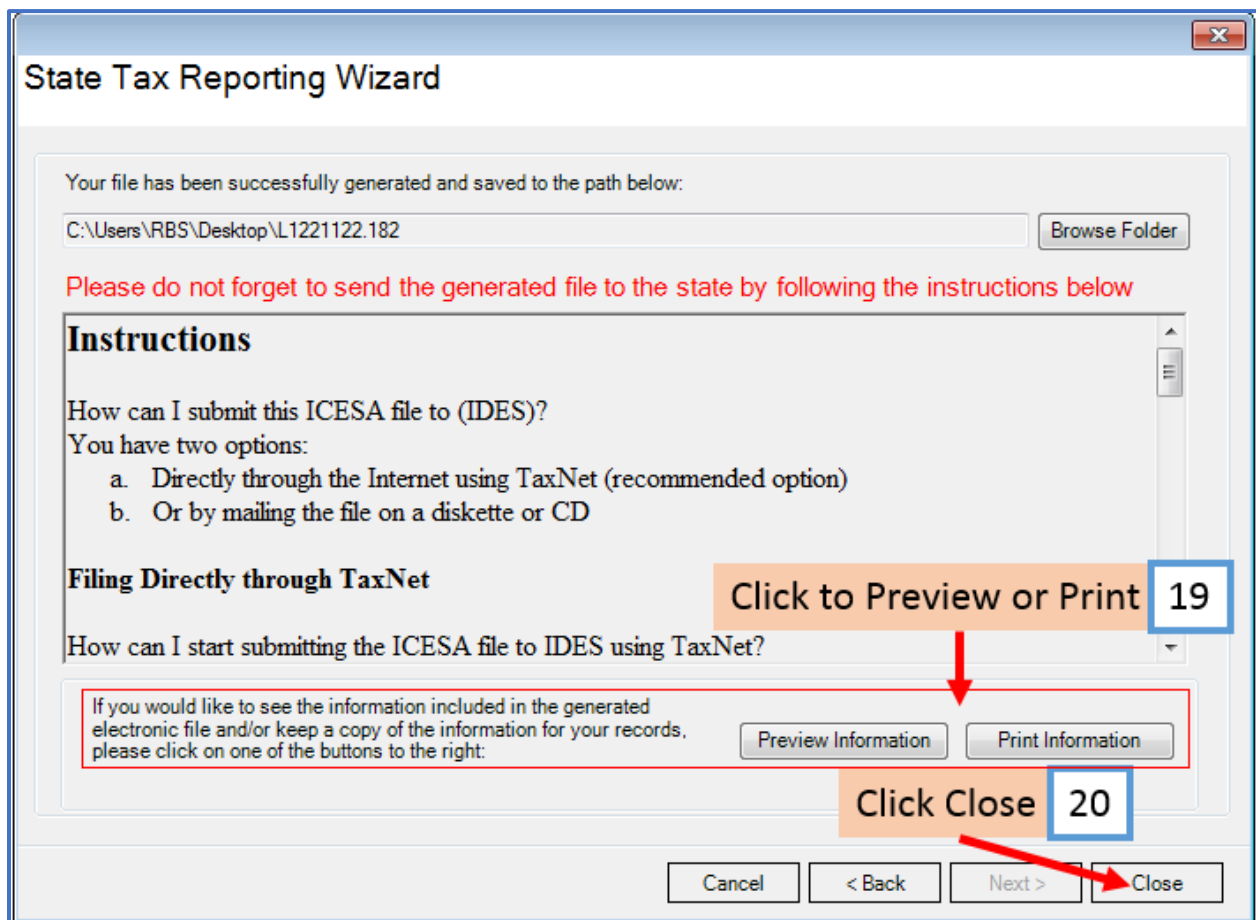 State Tax Reporting Wizard
Your file has been successfully generated and saved to the path below:
C:\Users\RBS\Desktop\L1221122.182
Browse Folder
Please do not forget to send the generated file to the state by following the instructions below
Instructions
How can I submit this ICESA file to (IDES)?
You have two options:
a. Directly through the Internet using TaxNet (recommended option)
b. Or by mailing the file on a diskette or CD
Filing Directly through TaxNet
Click to Preview or Print 19
How can I start submitting the ICESA file to IDES using TaxNet?
If you would like to see the information included in the generated
electronic file and/or keep a copy of the information for your records,
please click on one of the buttons to the right:
Preview Information
Print Information
Click Close 20
Cancel
< Back
Next >
Close